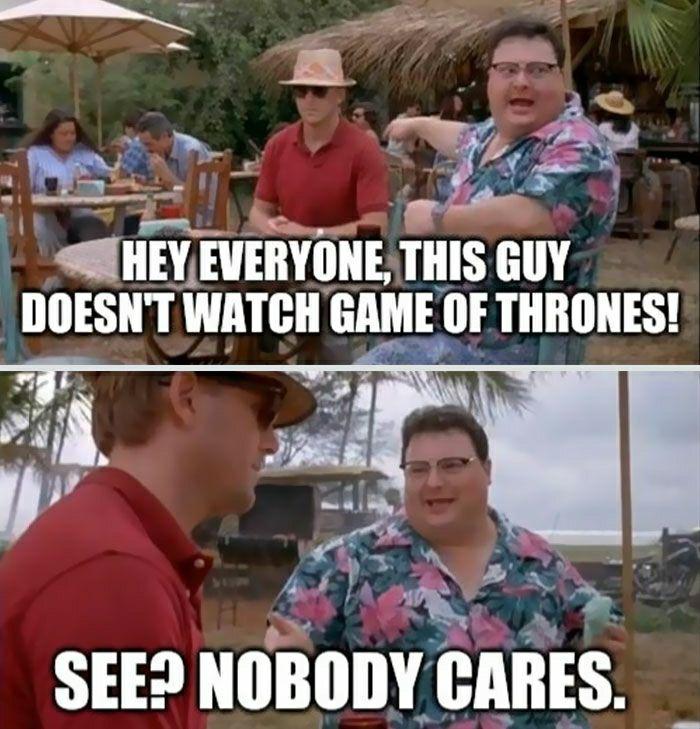 HEY EVERYONE, THIS GUY
DOESN'T WATCH GAME OF THRONES!
SEE? NOBODY CARES.